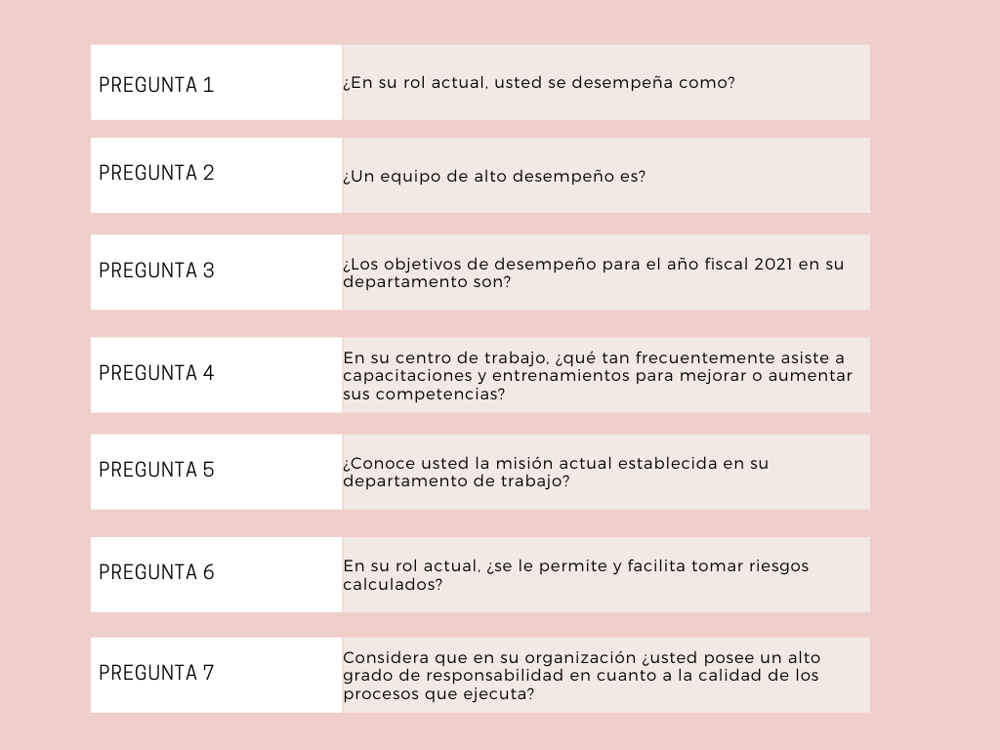 PREGUNTA 1
¿En su rol actual, usted se desempeña como?
PREGUNTA 2
¿Un equipo de alto desempeño es?
PREGUNTA 3
¿Los objetivos de desempeño para el año fiscal 2021 en su
departamento son?
PREGUNTA 4
En su centro de trabajo, ¿qué tan frecuentemente asiste a
capacitaciones y entrenamientos para mejorar o aumentar
sus competencias?
PREGUNTA 5
¿Conoce usted la misión actual establecida en su
departamento de trabajo?
PREGUNTA 6
En su rol actual, ¿se le permite y facilita tomar riesgos
calculados?
PREGUNTA 7
Considera que en su organización ¿usted posee un alto
grado de responsabilidad en cuanto a la calidad de los
procesos que ejecuta?